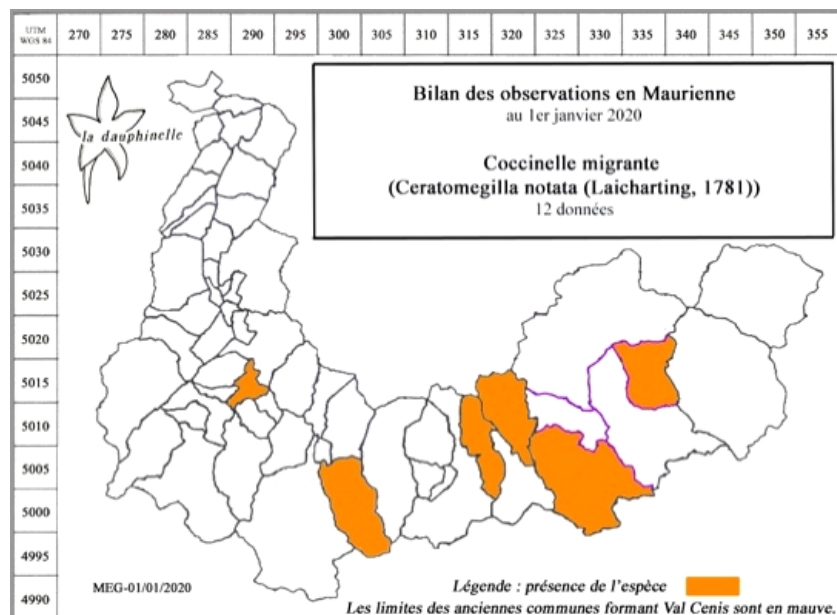 UTM
WGS 84
270 275 285 290 295 300 305 310 315 320 325 330 335 340 350 355
5050
5045
5040
5035
5030
5025
5020
5015
5010
5005
5000
4995
4990
la dauphinelle
Bilan des observations en Maurienne
au 1er janvier 2020
Coccinelle migrante
(Ceratomegilla notata (Laicharting, 1781))
12 données
MEG-01/01/2020
Légende : présence de l'espèce
Les limites des anciennes communes formant Val Cenis sont en mauve.